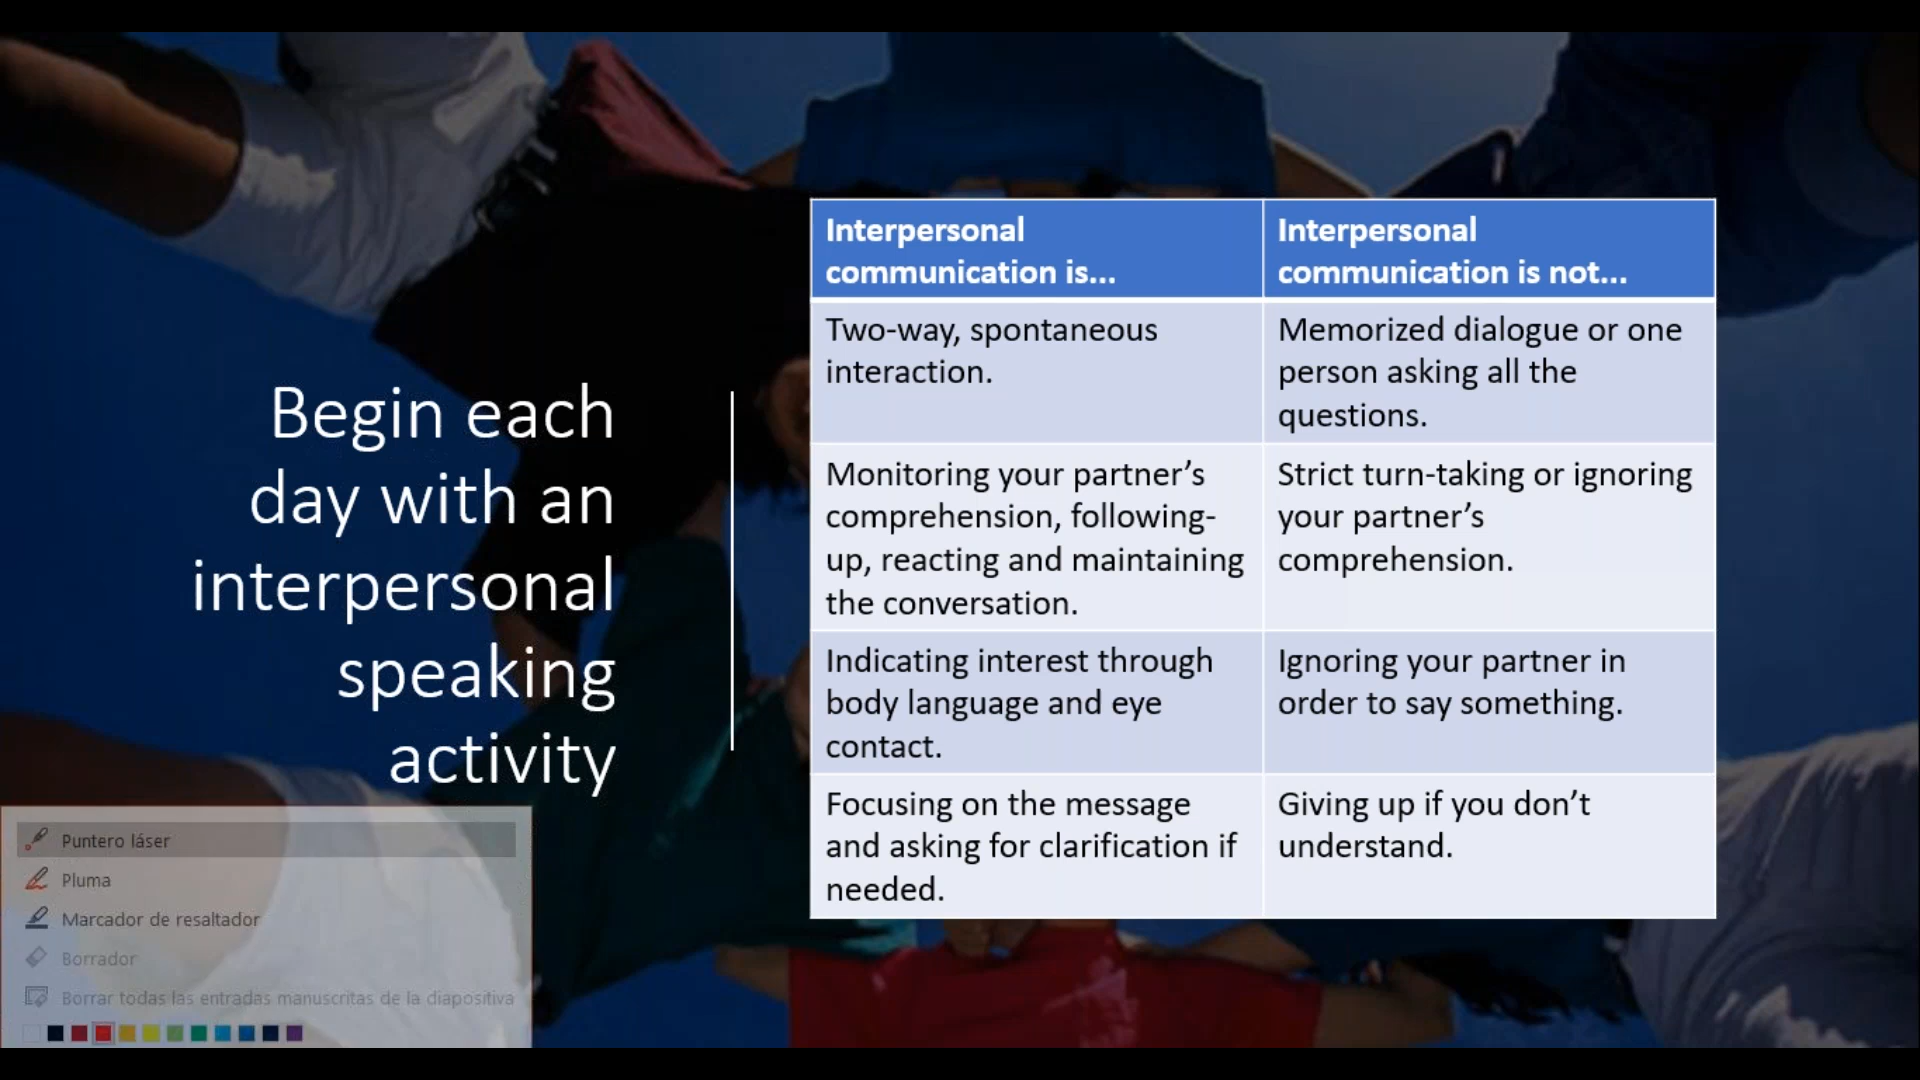 Begin each
day with an
interpersonal
speaking
activity
Interpersonal
communication is...
Interpersonal
communication is not...
Two-way, spontaneous
interaction.
Memorized dialogue or one
person asking all the
questions.
Monitoring your partner’s
comprehension, following-
up, reacting and maintaining
the conversation.
Strict turn-taking or ignoring
your partner’s
comprehension.
Indicating interest through
body language and eye
contact.
Ignoring your partner in
order to say something.
Focusing on the message
and asking for clarification if
needed.
Giving up if you don’t
understand.
Puntero láser
Pluma
Marcador de resaltador
Borrador
Borrar todas las entradas manuscritas de la diapositiva